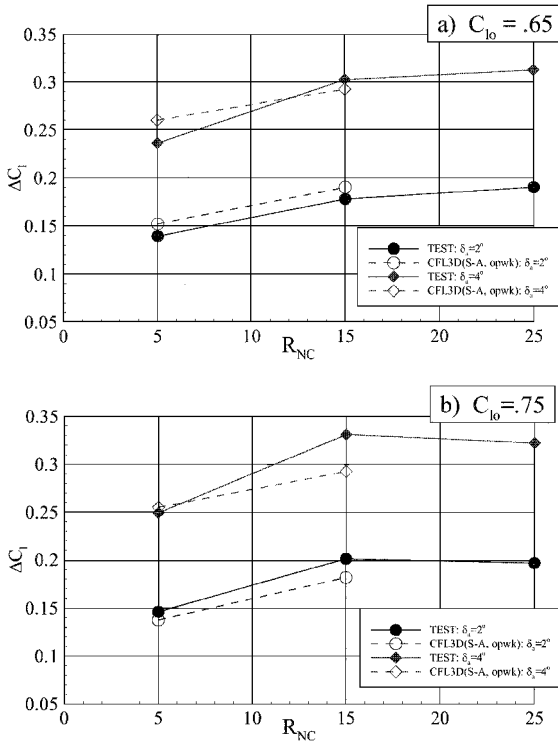 a) C_lo = .65
0.35
0.3
0.25
0.2
0.15
0.1
0.05
ΔC_l
TEST: δ_a=2°
CFL3D(S-A, opwk): δ_a=2°
TEST: δ_a=4°
CFL3D(S-A, opwk): δ_a=4°
0 5 10 15 20 25
R_NC
b) C_lo =.75
0.35
0.3
0.25
0.2
0.15
0.1
0.05
ΔC_l
TEST: δ_a=2°
CFL3D(S-A, opwk): δ_a=2°
TEST: δ_a=4°
CFL3D(S-A, opwk): δ_a=4°
0 5 10 15 20 25
R_NC